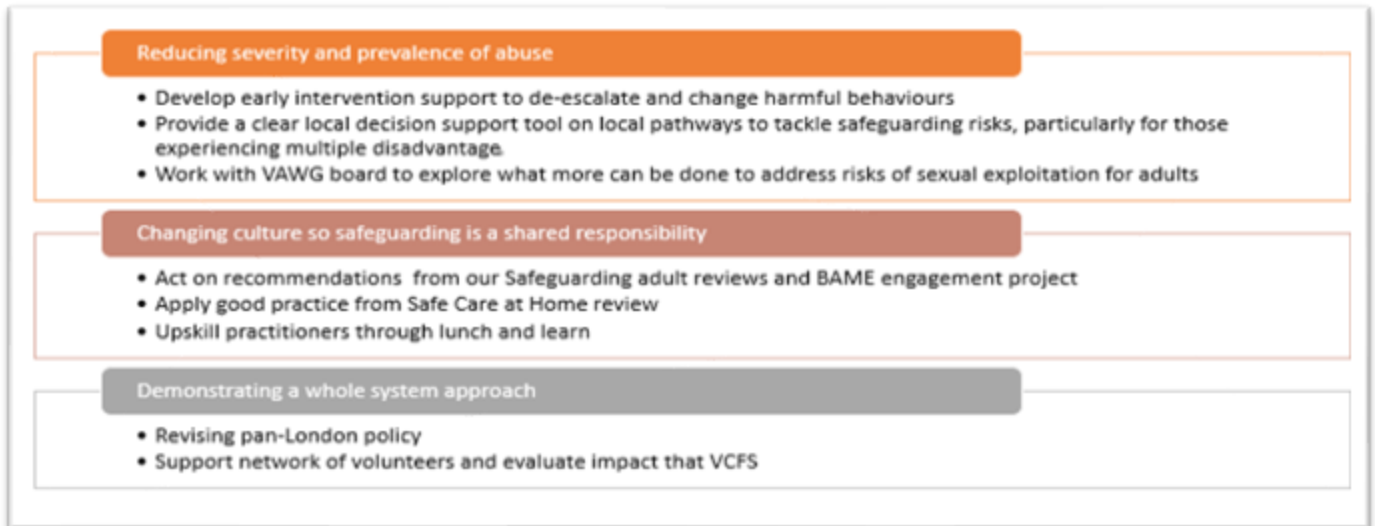 Reducing severity and prevalence of abuse
• Develop early intervention support to de-escalate and change harmful behaviours
• Provide a clear local decision support tool on local pathways to tackle safeguarding risks, particularly for those
experiencing multiple disadvantage.
• Work with VAWG board to explore what more can be done to address risks of sexual exploitation for adults
Changing culture so safeguarding is a shared responsibility
• Act on recommendations from our Safeguarding adult reviews and BAME engagement project
• Apply good practice from Safe Care at Home review
• Upskill practitioners through lunch and learn
Demonstrating a whole system approach
• Revising pan-London policy
• Support network of volunteers and evaluate impact that VCFS